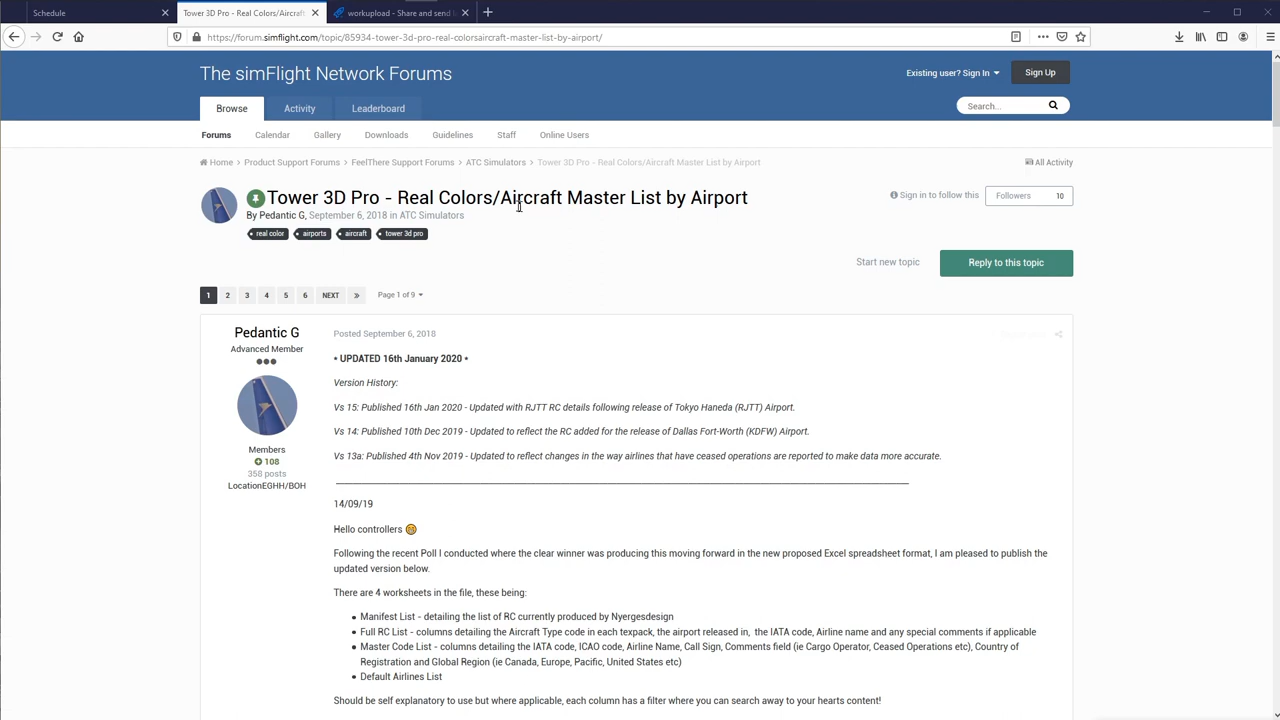 Schedule
Tower 3D Pro - Real Colors/Aircraft
workupload - Share and send l
https://forum.simflight.com/topic/85934-tower-3d-pro-real-colorsaircraft-master-list-by-airport/
The simFlight Network Forums
Existing user? Sign In
Sign Up
Browse
Activity
Leaderboard
Search...
Forums
Calendar
Gallery
Downloads
Guidelines
Staff
Online Users
Home
Product Support Forums
FeelThere Support Forums
ATC Simulators
Tower 3D Pro - Real Colors/Aircraft Master List by Airport
All Activity
Tower 3D Pro - Real Colors/Aircraft Master List by Airport
By Pedantic G, September 6, 2018 in ATC Simulators
real color
airports
aircraft
tower 3d pro
Sign in to follow this
Followers 10
Start new topic
Reply to this topic
1 2 3 4 5 6 NEXT » Page 1 of 9
Pedantic G
Advanced Member
Members
108
358 posts
LocationEGHH/BOH
Posted September 6, 2018
* UPDATED 16th January 2020 *
Version History:
Vs 15: Published 16th Jan 2020 - Updated with RJTT RC details following release of Tokyo Haneda (RJTT) Airport.
Vs 14: Published 10th Dec 2019 - Updated to reflect the RC added for the release of Dallas Fort-Worth (KDFW) Airport.
Vs 13a: Published 4th Nov 2019 - Updated to reflect changes in the way airlines that have ceased operations are reported to make data more accurate.
14/09/19
Hello controllers
Following the recent Poll I conducted where the clear winner was producing this moving forward in the new proposed Excel spreadsheet format, I am pleased to publish the
updated version below.
There are 4 worksheets in the file, these being:
Manifest List - detailing the list of RC currently produced by Nyergesdesign
Full RC List - columns detailing the Aircraft Type code in each texpack, the airport released in, the IATA code, Airline name and any special comments if applicable
Master Code List - columns detailing the IATA code, ICAO code, Airline Name, Call Sign, Comments field (ie Cargo Operator, Ceased Operations etc), Country of
Registration and Global Region (ie Canada, Europe, Pacific, United States etc)
Default Airlines List
Should be self explanatory to use but where applicable, each column has a filter where you can search away to your hearts content!